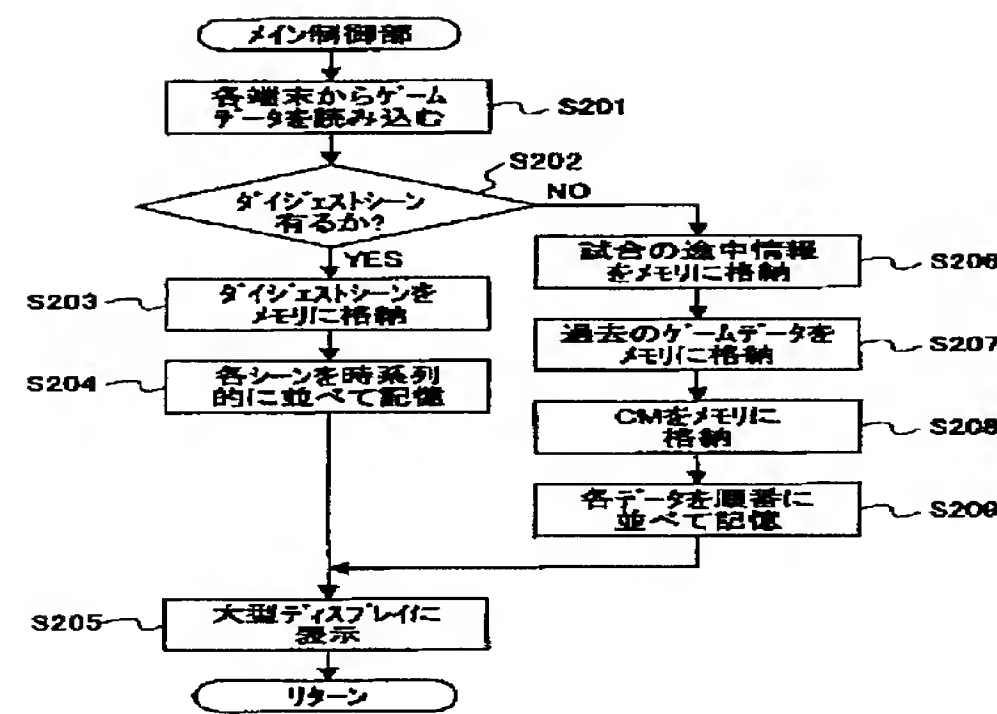 メイン制御部
各端末からゲーム
データを読み込む
S201
S202
ダイジェストシーン
有るか?
NO
YES
試合の途中情報
をメモリに格納
S206
S203
ダイジェストシーンを
メモリに格納
過去のゲームデータを
メモリに格納
S207
S204
各シーンを時系列
的に並べて記憶
CMをメモリに
格納
S208
各データを順番に
並べて記憶
S209
S205
大型ディスプレイに
表示
リターン